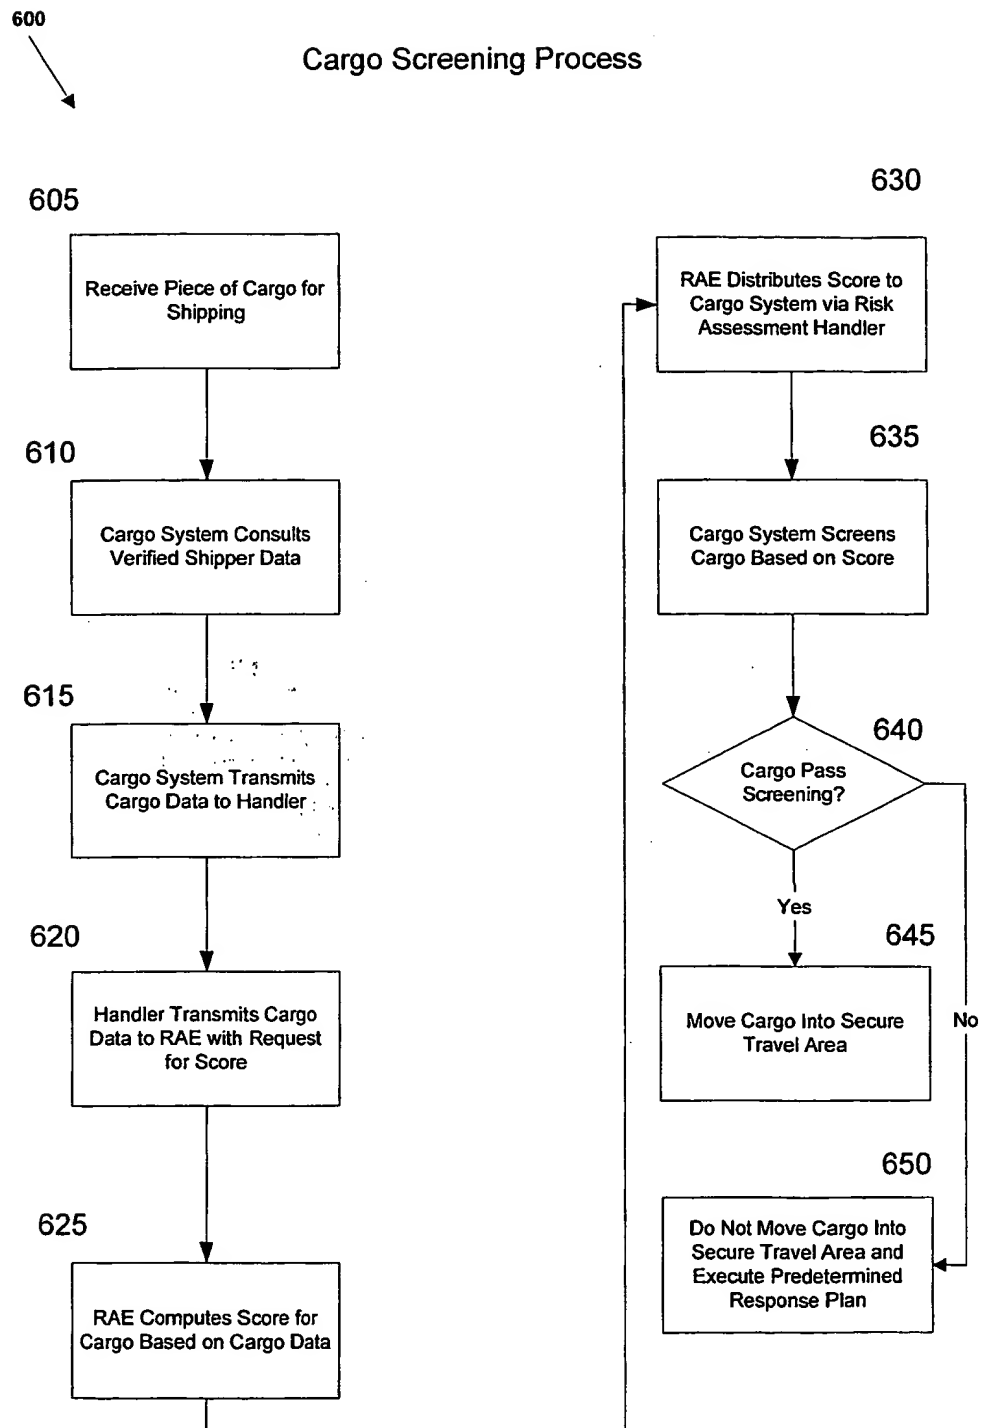 600
Cargo Screening Process
605
Receive Piece of Cargo for
Shipping
610
Cargo System Consults
Verified Shipper Data
615
Cargo System Transmits
Cargo Data to Handler
620
Handler Transmits Cargo
Data to RAE with Request
for Score
625
RAE Computes Score for
Cargo Based on Cargo Data
630
RAE Distributes Score to
Cargo System via Risk
Assessment Handler
635
Cargo System Screens
Cargo Based on Score
640
Cargo Pass
Screening?
Yes
645
Move Cargo Into Secure
Travel Area
No
650
Do Not Move Cargo Into
Secure Travel Area and
Execute Predetermined
Response Plan